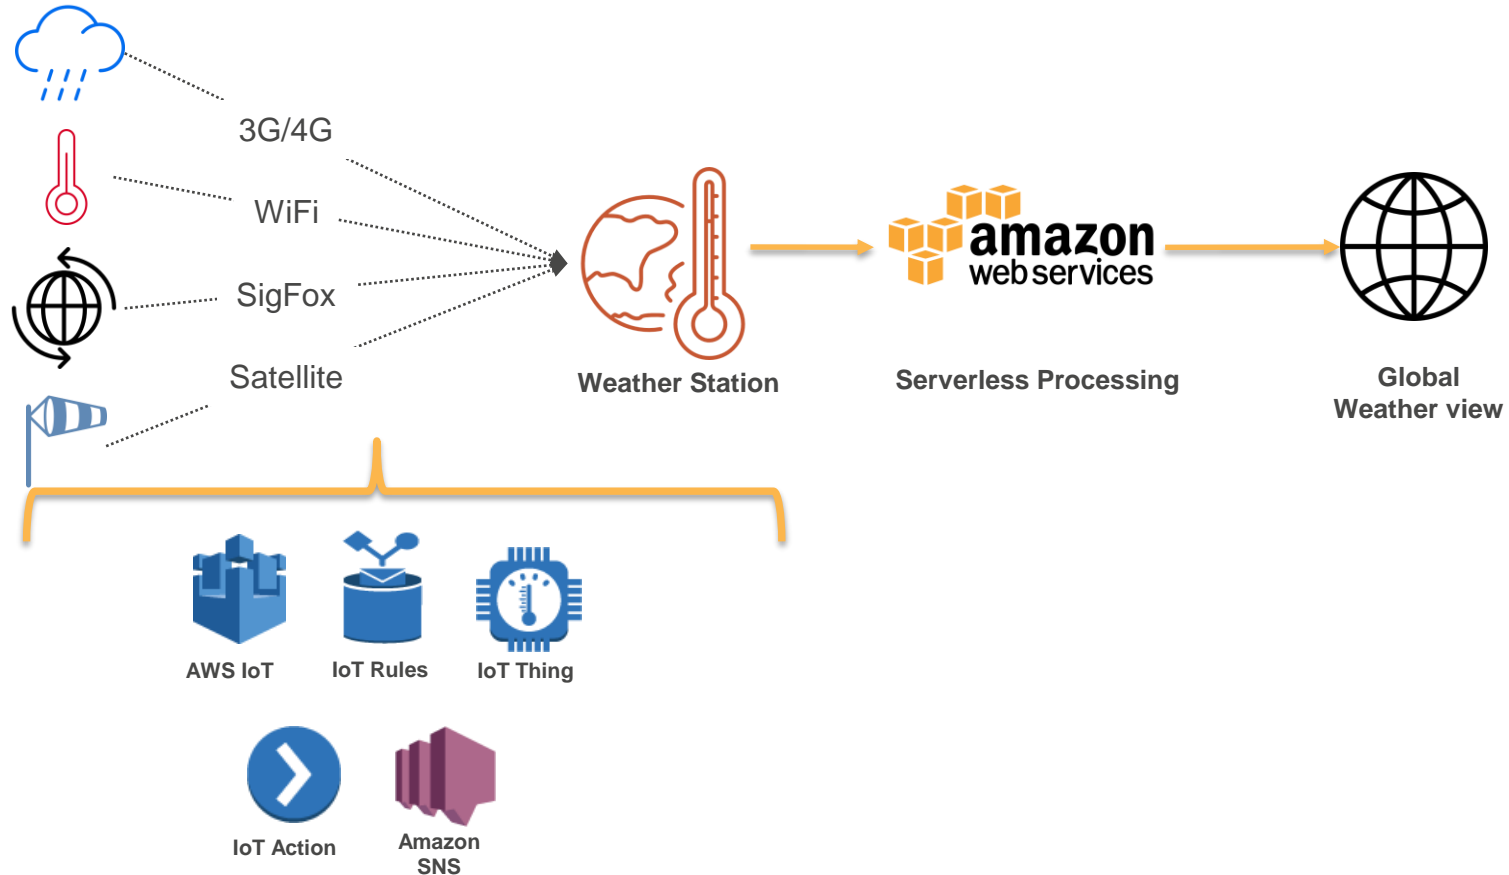 3G/4G
WiFi
SigFox
Satellite
Weather Station
amazon
web services
Serverless Processing
Global
Weather view
AWS IoT
IoT Rules
IoT Thing
IoT Action
Amazon
SNS